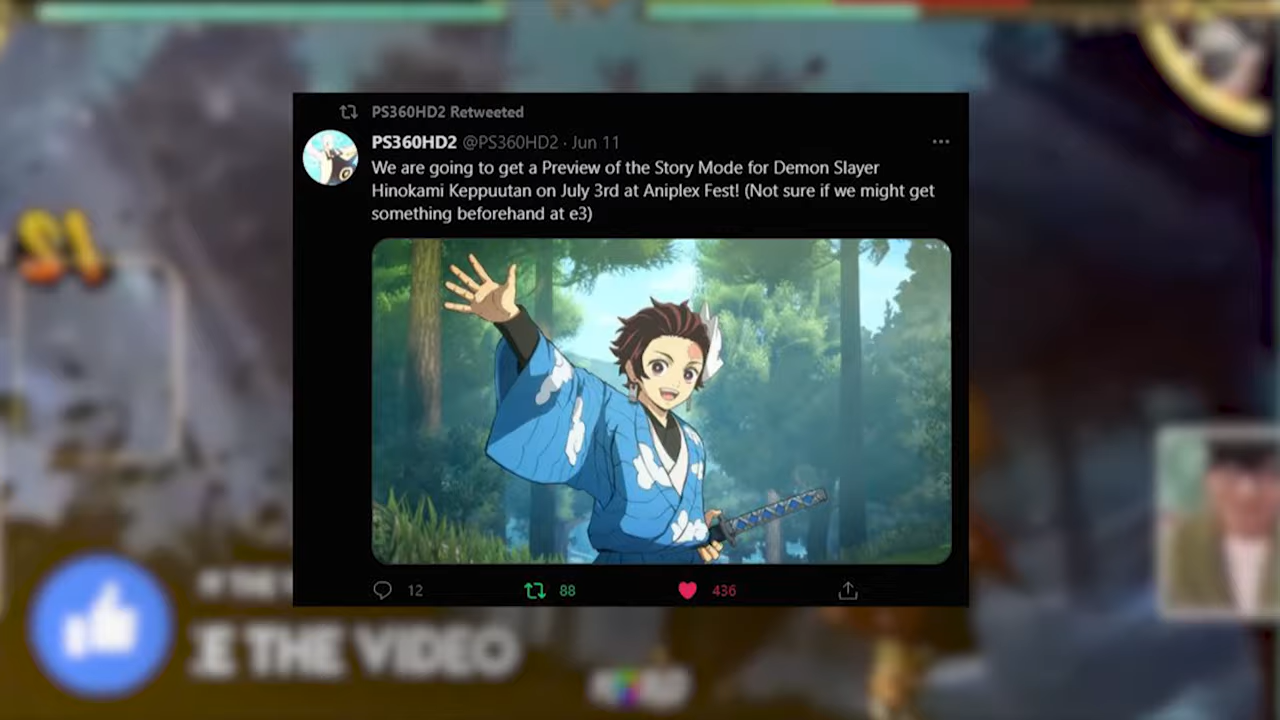 PS360HD2 Retweeted
PS360HD2 @PS360HD2 · Jun 11
We are going to get a Preview of the Story Mode for Demon Slayer
Hinokami Keppuutan on July 3rd at Aniplex Fest! (Not sure if we might get
something beforehand at e3)
12 88 436
THE VIDEO